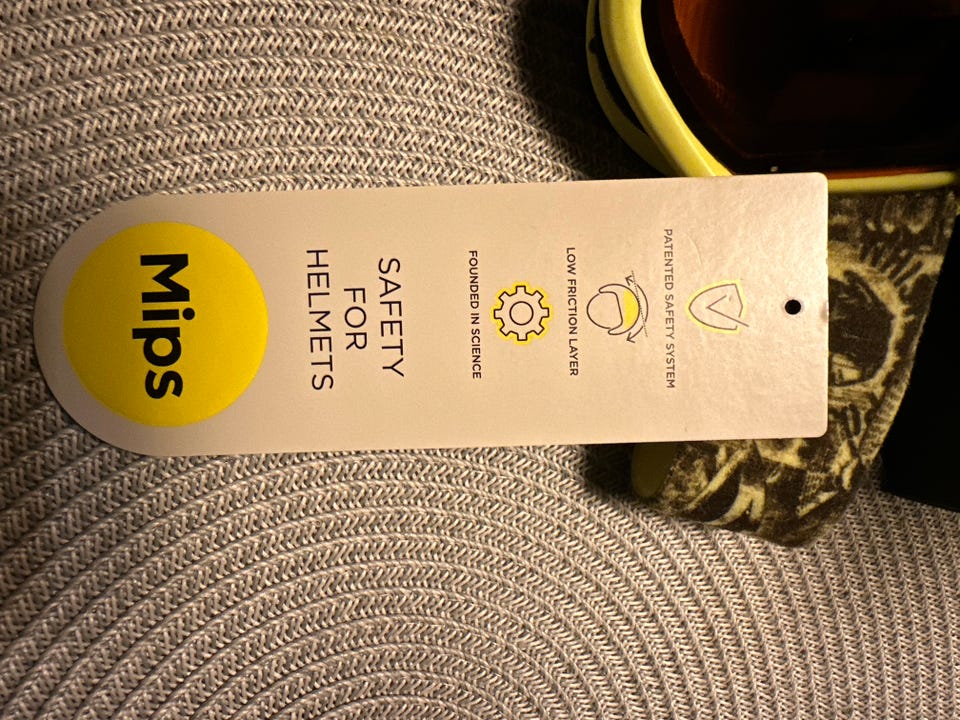 PATENTED SAFETY SYSTEM
LOW FRICTION LAYER
FOUNDED IN SCIENCE
SAFETY
FOR
HELMETS
Mips